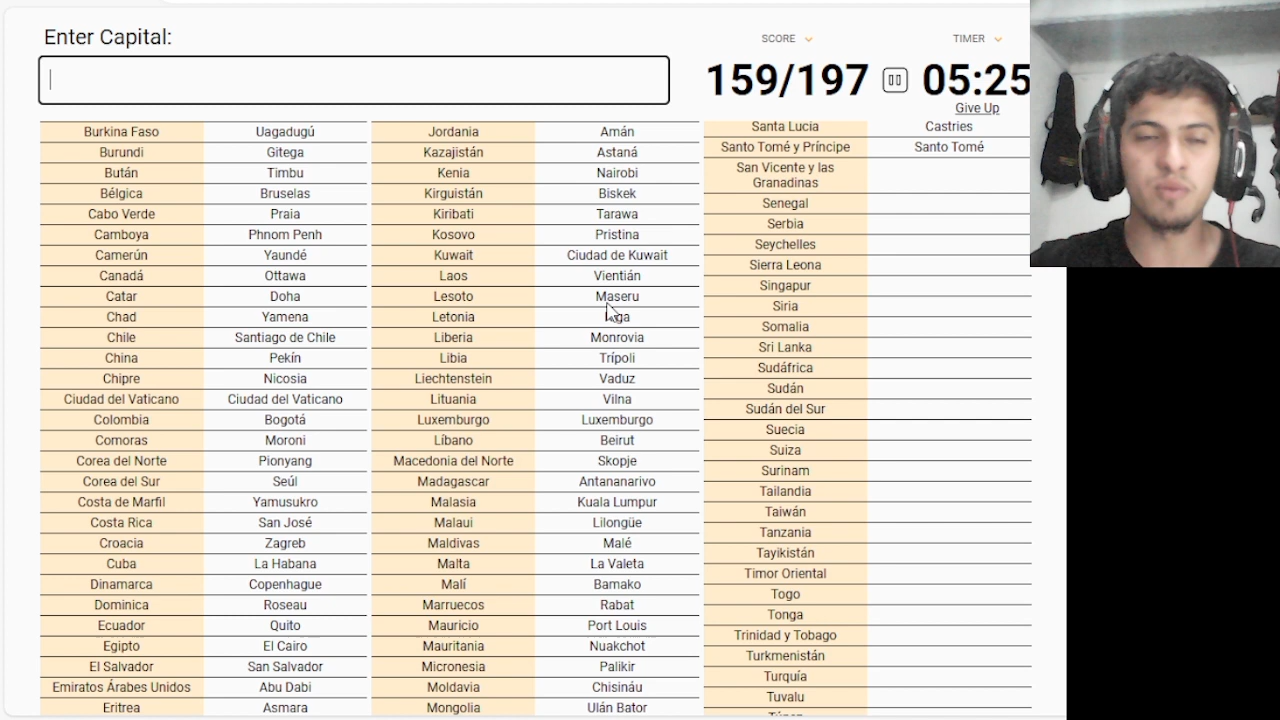 Enter Capital:
SCORE
TIMER
159/197
05:25
Give Up
Burkina Faso Uagadugú
Burundi Gitega
Bután Timbu
Bélgica Bruselas
Cabo Verde Praia
Camboya Phnom Penh
Camerún Yaundé
Canadá Ottawa
Catar Doha
Chad Yamena
Chile Santiago de Chile
China Pekín
Chipre Nicosia
Ciudad del Vaticano Ciudad del Vaticano
Colombia Bogotá
Comoras Moroni
Corea del Norte Pionyang
Corea del Sur Seúl
Costa de Marfil Yamusukro
Costa Rica San José
Croacia Zagreb
Cuba La Habana
Dinamarca Copenhague
Dominica Roseau
Ecuador Quito
Egipto El Cairo
El Salvador San Salvador
Emiratos Árabes Unidos Abu Dabi
Eritrea Asmara
Jordania Amán
Kazajistán Astaná
Kenia Nairobi
Kirguistán Biskek
Kiribati Tarawa
Kosovo Pristina
Kuwait Ciudad de Kuwait
Laos Vientián
Lesoto Maseru
Letonia
Liberia Monrovia
Libia Trípoli
Liechtenstein Vaduz
Lituania Vilna
Luxemburgo Luxemburgo
Líbano Beirut
Macedonia del Norte Skopje
Madagascar Antananarivo
Malasia Kuala Lumpur
Malaui Lilongüe
Maldivas Malé
Malta La Valeta
Malí Bamako
Marruecos Rabat
Mauricio Port Louis
Mauritania Nuakchot
Micronesia Palikir
Moldavia Chisináu
Mongolia Ulán Bator
Santa Lucia Castries
Santo Tomé y Príncipe Santo Tomé
San Vicente y las
Granadinas
Senegal
Serbia
Seychelles
Sierra Leona
Singapur
Siria
Somalia
Sri Lanka
Sudáfrica
Sudán
Sudán del Sur
Suecia
Suiza
Surinam
Tailandia
Taiwán
Tanzania
Tayikistán
Timor Oriental
Togo
Tonga
Trinidad y Tobago
Turkmenistán
Turquía
Tuvalu